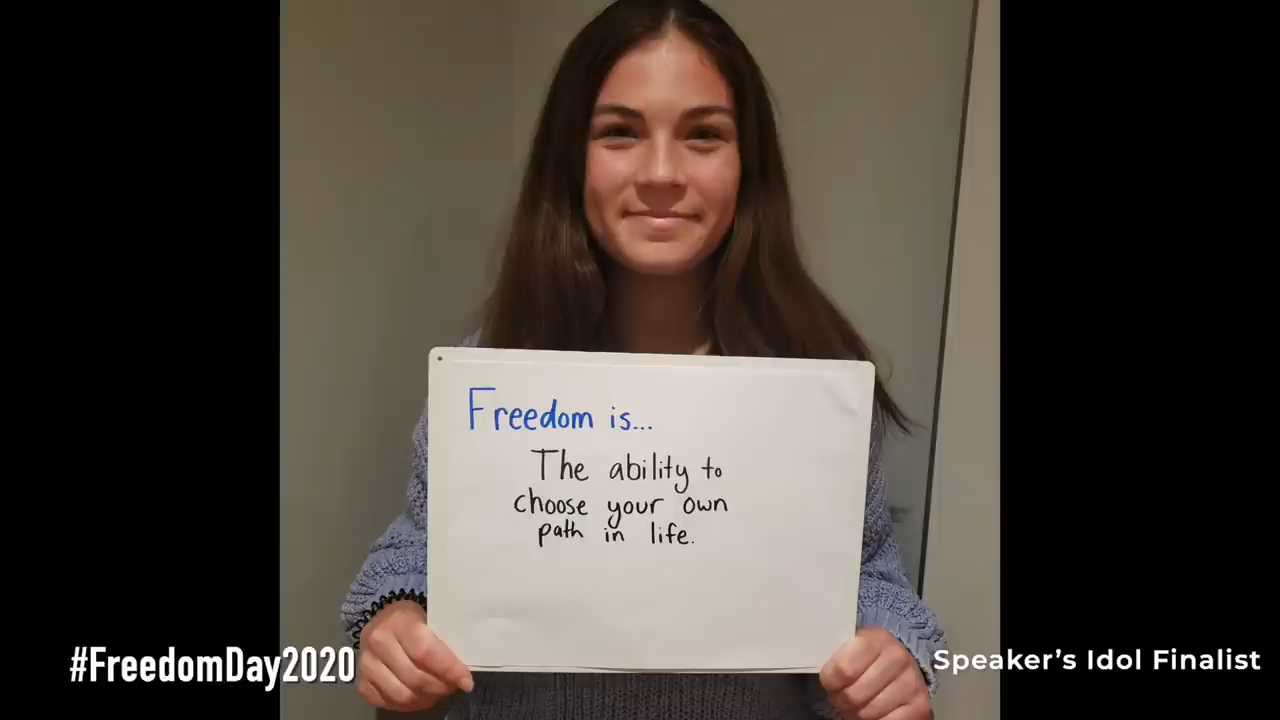 Freedom is...
The ability to
choose your own
path in life.
#FreedomDay2020
Speaker's Idol Finalist